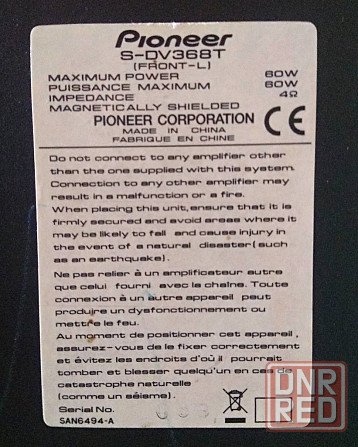 Pioneer
S-DV368T
(FRONT-L)
MAXIMUM POWER 60W
PUISSANCE MAXIMUM 60W
IMPEDANCE 4Ω
MAGNETICALLY SHIELDED
PIONEER CORPORATION
MADE IN CHINA
FABRIQUE EN CHINE
CE
Do not connect to any amplifier other
than the one supplied with this system.
Connection to any other amplifier may
result in a malfunction or a fire.
When placing this unit, ensure that it is
firmly secured and avoid areas where it
may be likely to fall and cause injury in
the event of a natural disaster (such
as an earthquake).
Ne pas relier à un amplificateur autre
que celui fourni avec la chaîne. Toute
connexion à un autre appareil peut
produire un dysfonctionnement ou
mettre le feu.
Au moment de positionner cet appareil,
assurez-vous de le fixer correctement
et évitez les endroits d'où il pourrait
tomber et blesser quelqu'un en cas de
catastrophe naturelle
(comme un séisme).
Serial No.
SAN6494-A
DNR
RED